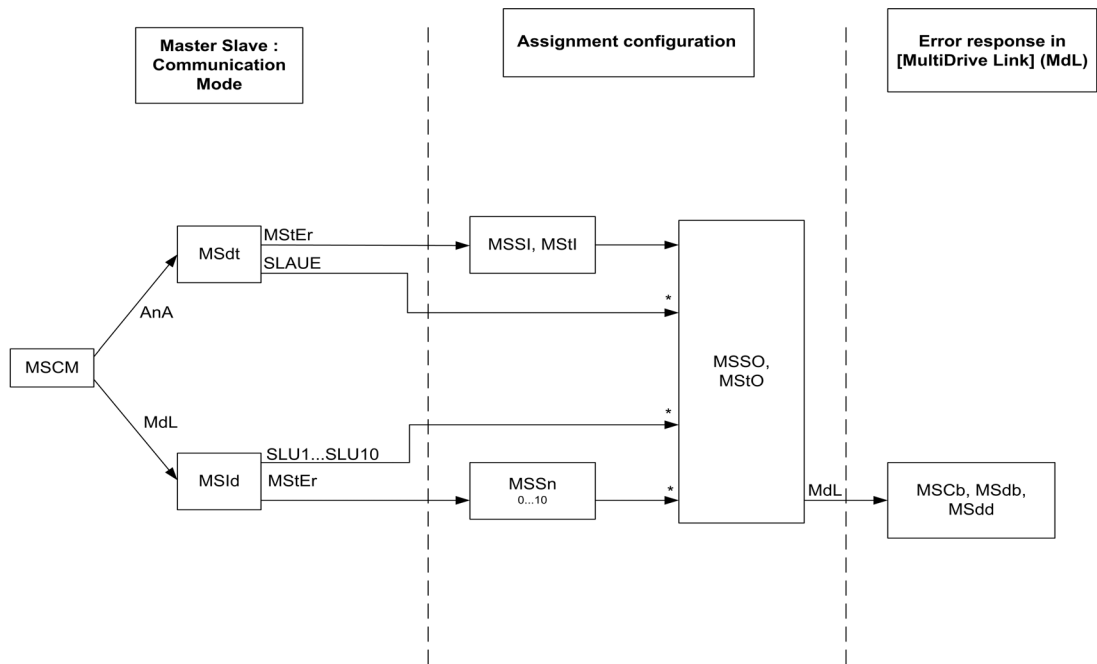 Master Slave :
Communication
Mode
Assignment configuration
Error response in
[MultiDrive Link] (MdL)
MSCM
AnA
MdL
MSdt
MStEr
SLAUE
MSSI, MStI
*
MSId
SLU1...SLU10
MStEr
*
MSSn
0...10
*
MSSO,
MStO
MdL
MSCb, MSdb,
MSdd